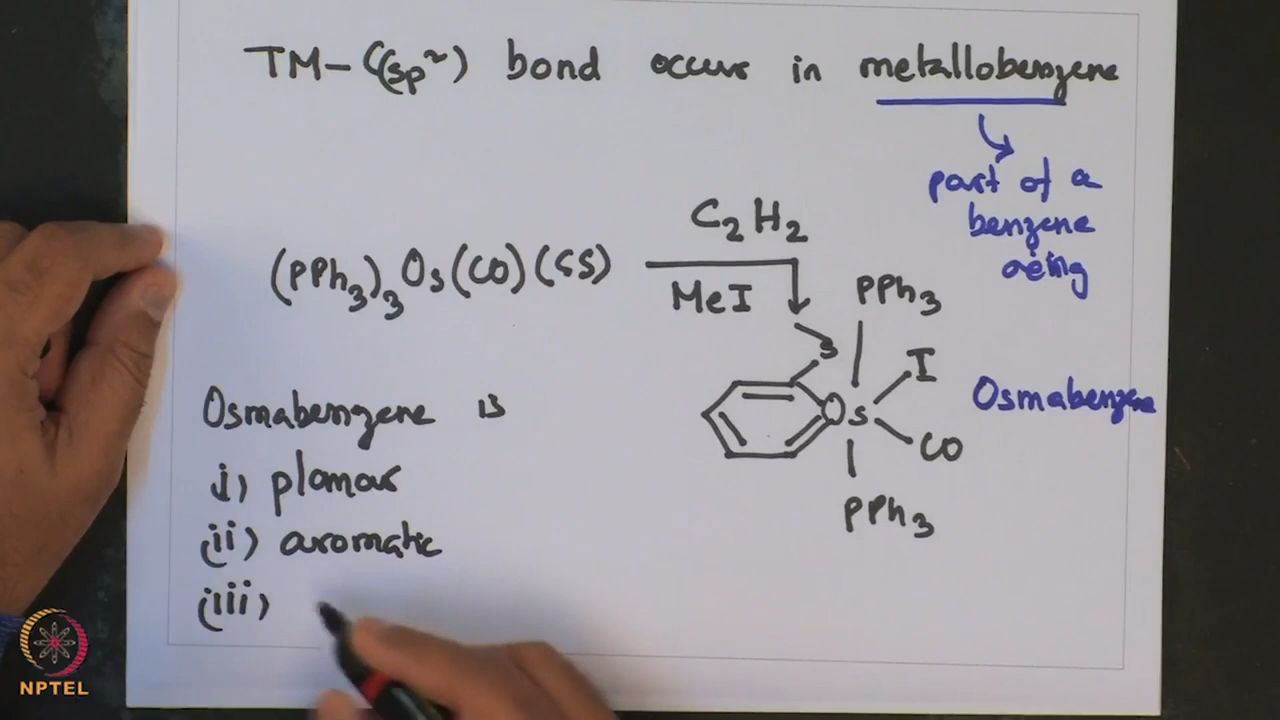 TM-(C(sp²) bond occurs in metallobenzene
part of a
benzene
ring
C₂H₂
(PPh₃)₃Os(CO)(CS)
MeI
PPh₃
S
I
Os
Osmabenzene
CO
PPh₃
Osmabenzene is
i) planar
(ii) aromatic
(iii)
NPTEL